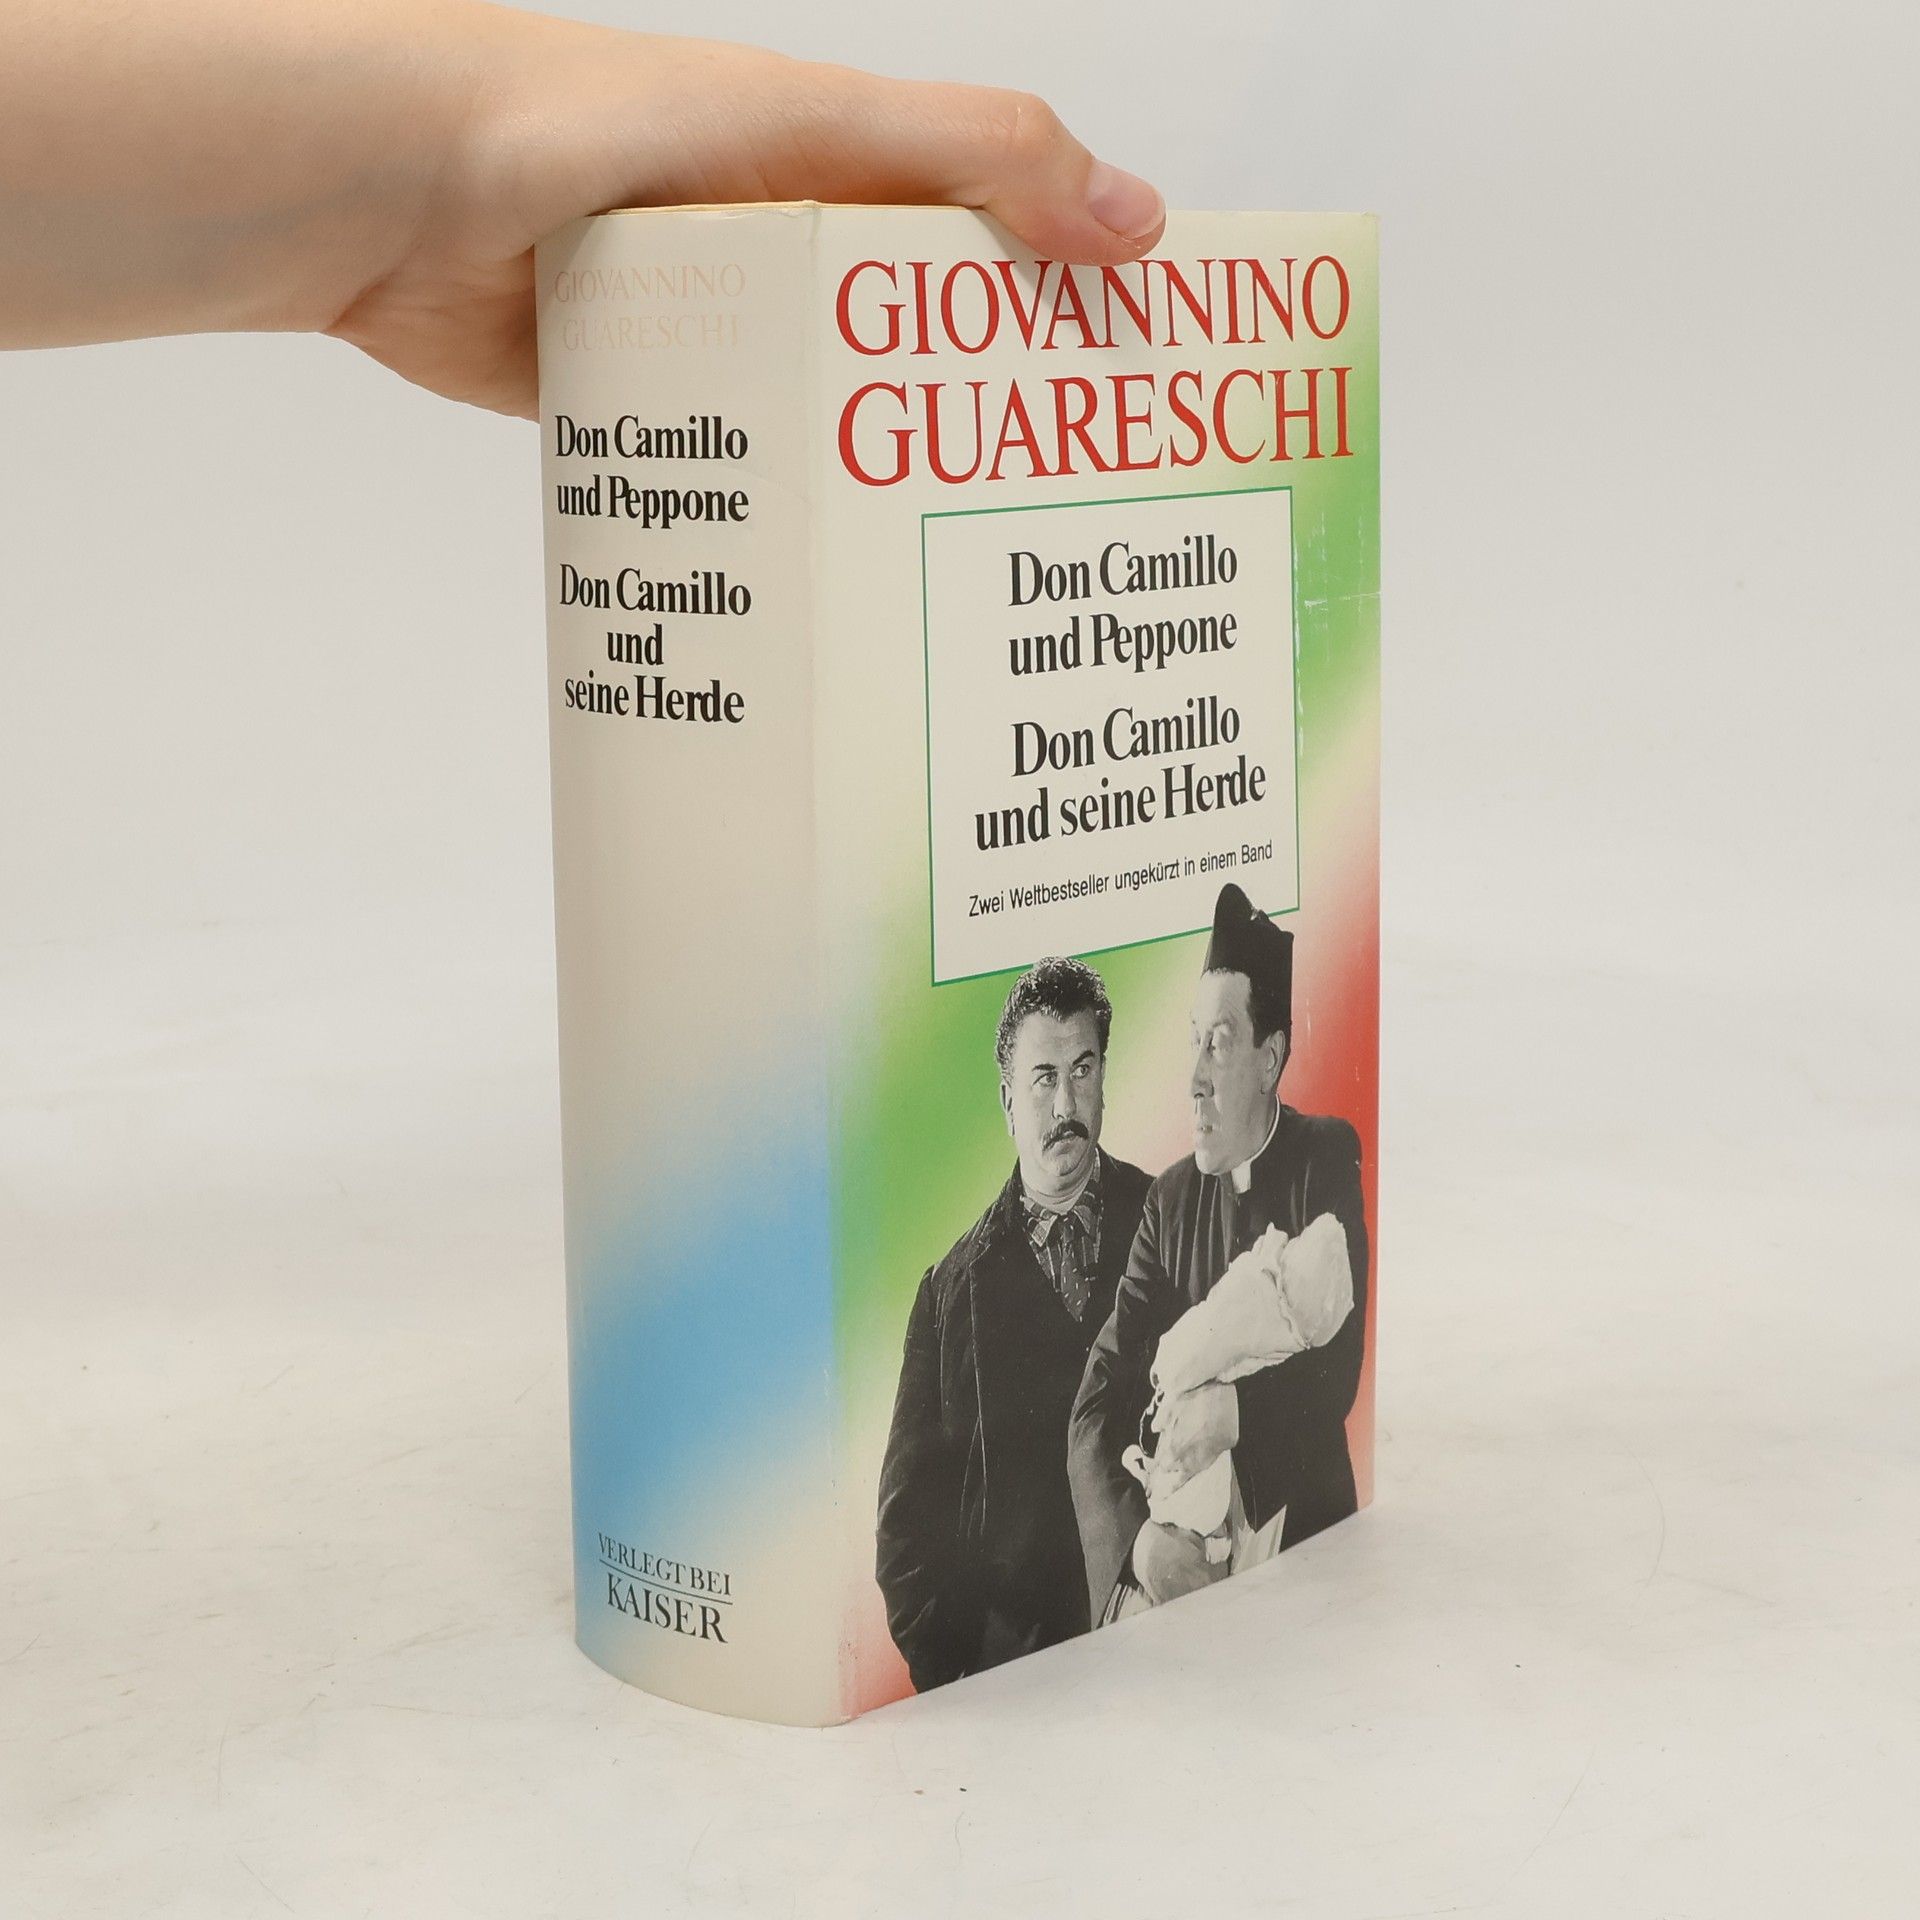 GIOVANNINO
GUARESCHI
Don Camillo
und Peppone
Don Camillo
und
seine Herde
VERLEGT BEI
KAISER
GIOVANNINO
GUARESCHI
Don Camillo
und Peppone
Don Camillo
und seine Herde
Zwei Weltbestseller ungekürzt in einem Band